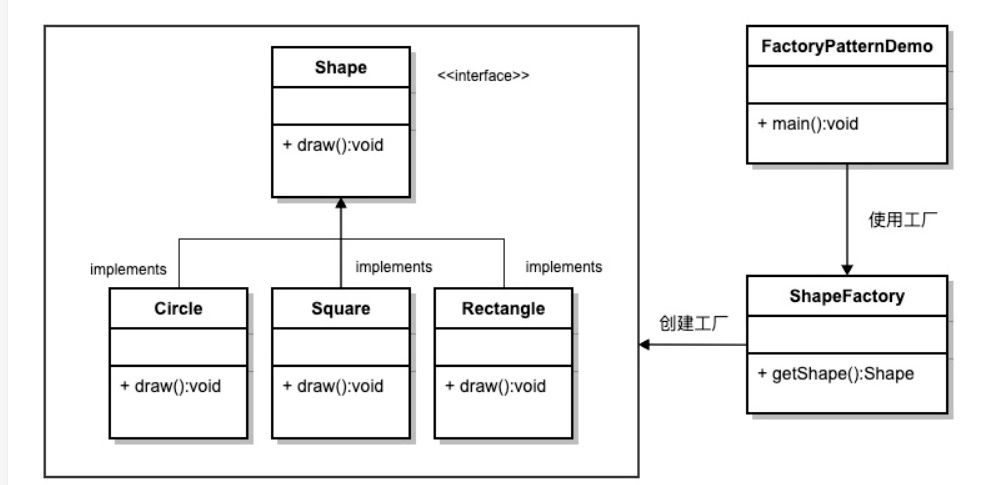 Shape
<<interface>>
+ draw():void
implements
implements
implements
Circle
+ draw():void
Square
+ draw():void
Rectangle
+ draw():void
FactoryPatternDemo
+ main():void
使用工厂
ShapeFactory
+ getShape():Shape
创建工厂